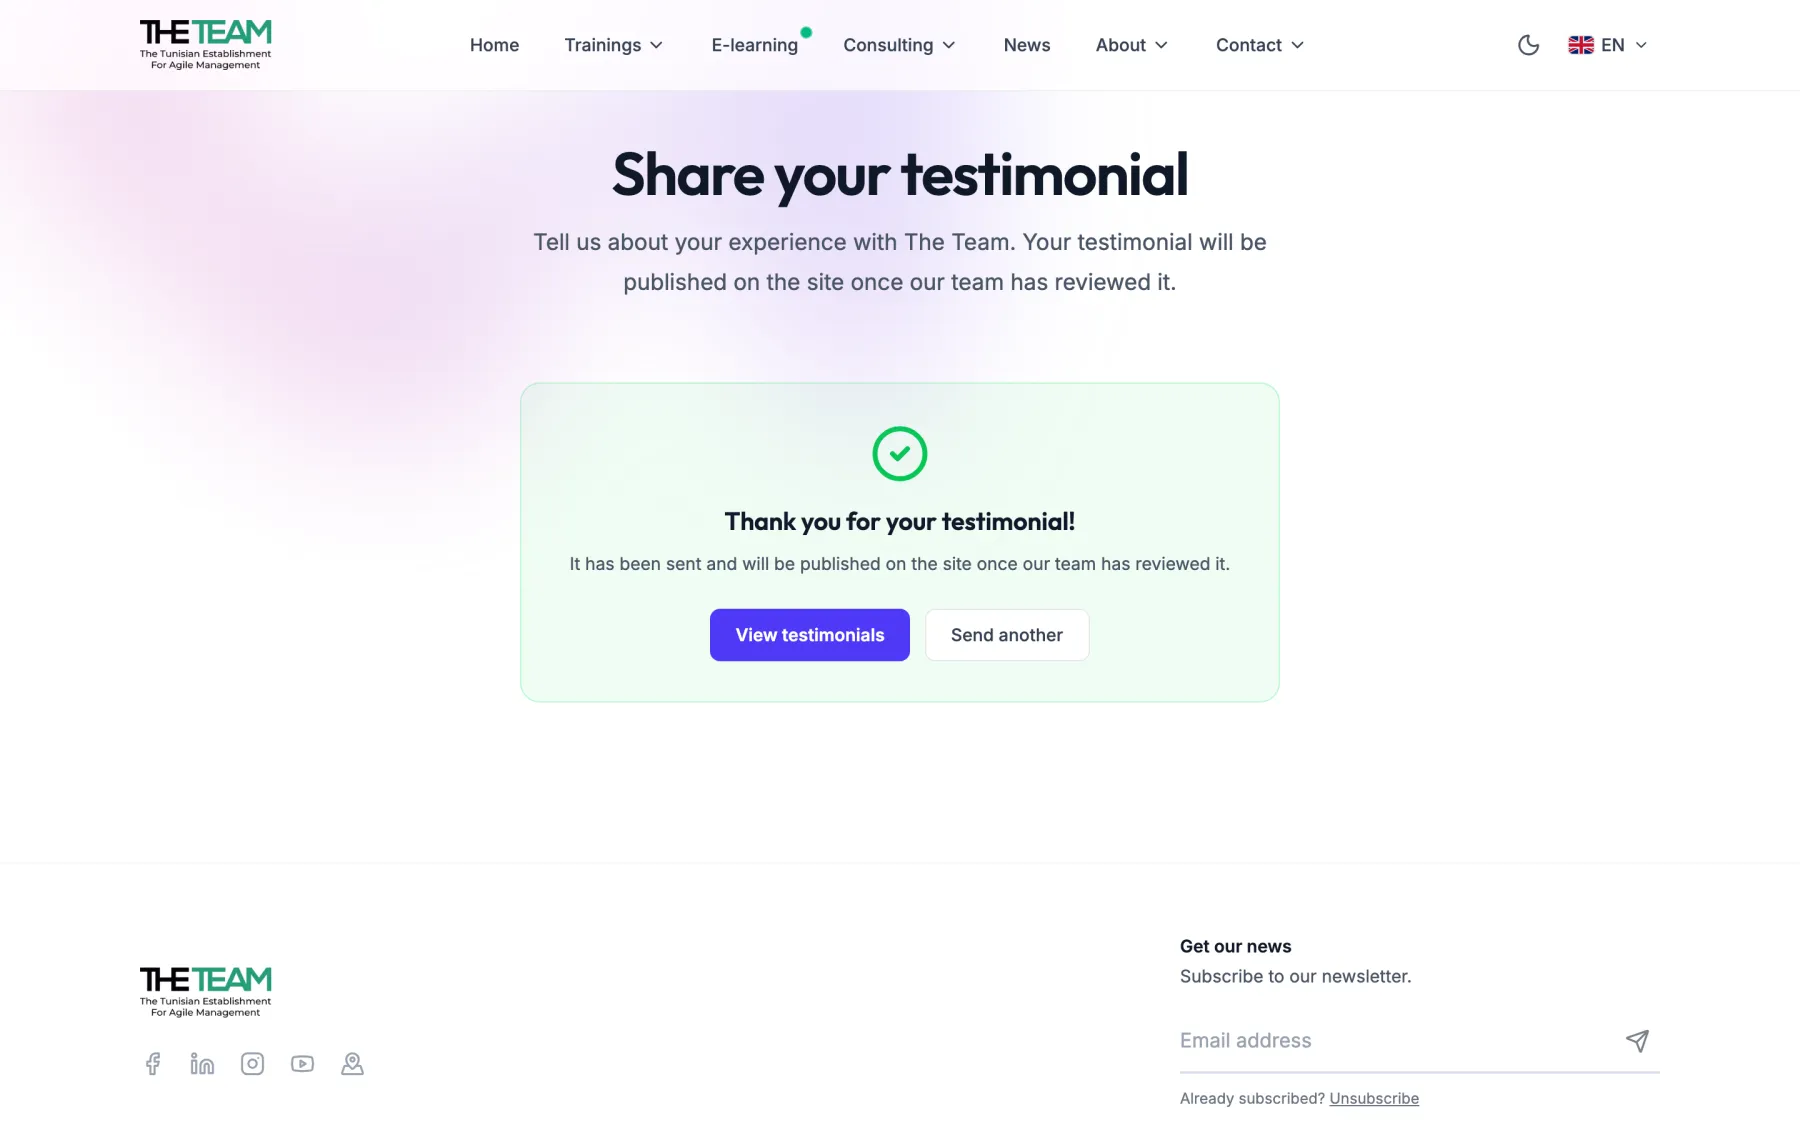 THETEAM
The Tunisian Establishment
For Agile Management
Home
Trainings
E-learning
Consulting
News
About
Contact
EN
Share your testimonial
Tell us about your experience with The Team. Your testimonial will be
published on the site once our team has reviewed it.
Thank you for your testimonial!
It has been sent and will be published on the site once our team has reviewed it.
View testimonials
Send another
THETEAM
The Tunisian Establishment
For Agile Management
Get our news
Subscribe to our newsletter.
Email address
Already subscribed? Unsubscribe